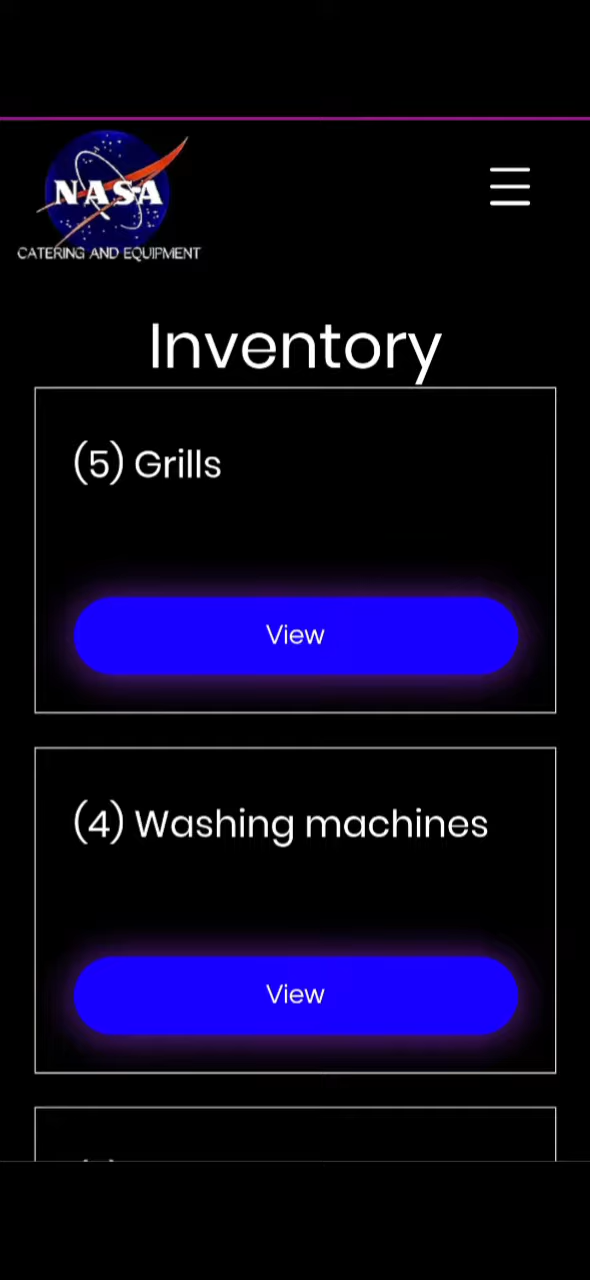 NASA
CATERING AND EQUIPMENT
Inventory
(5) Grills
View
(4) Washing machines
View